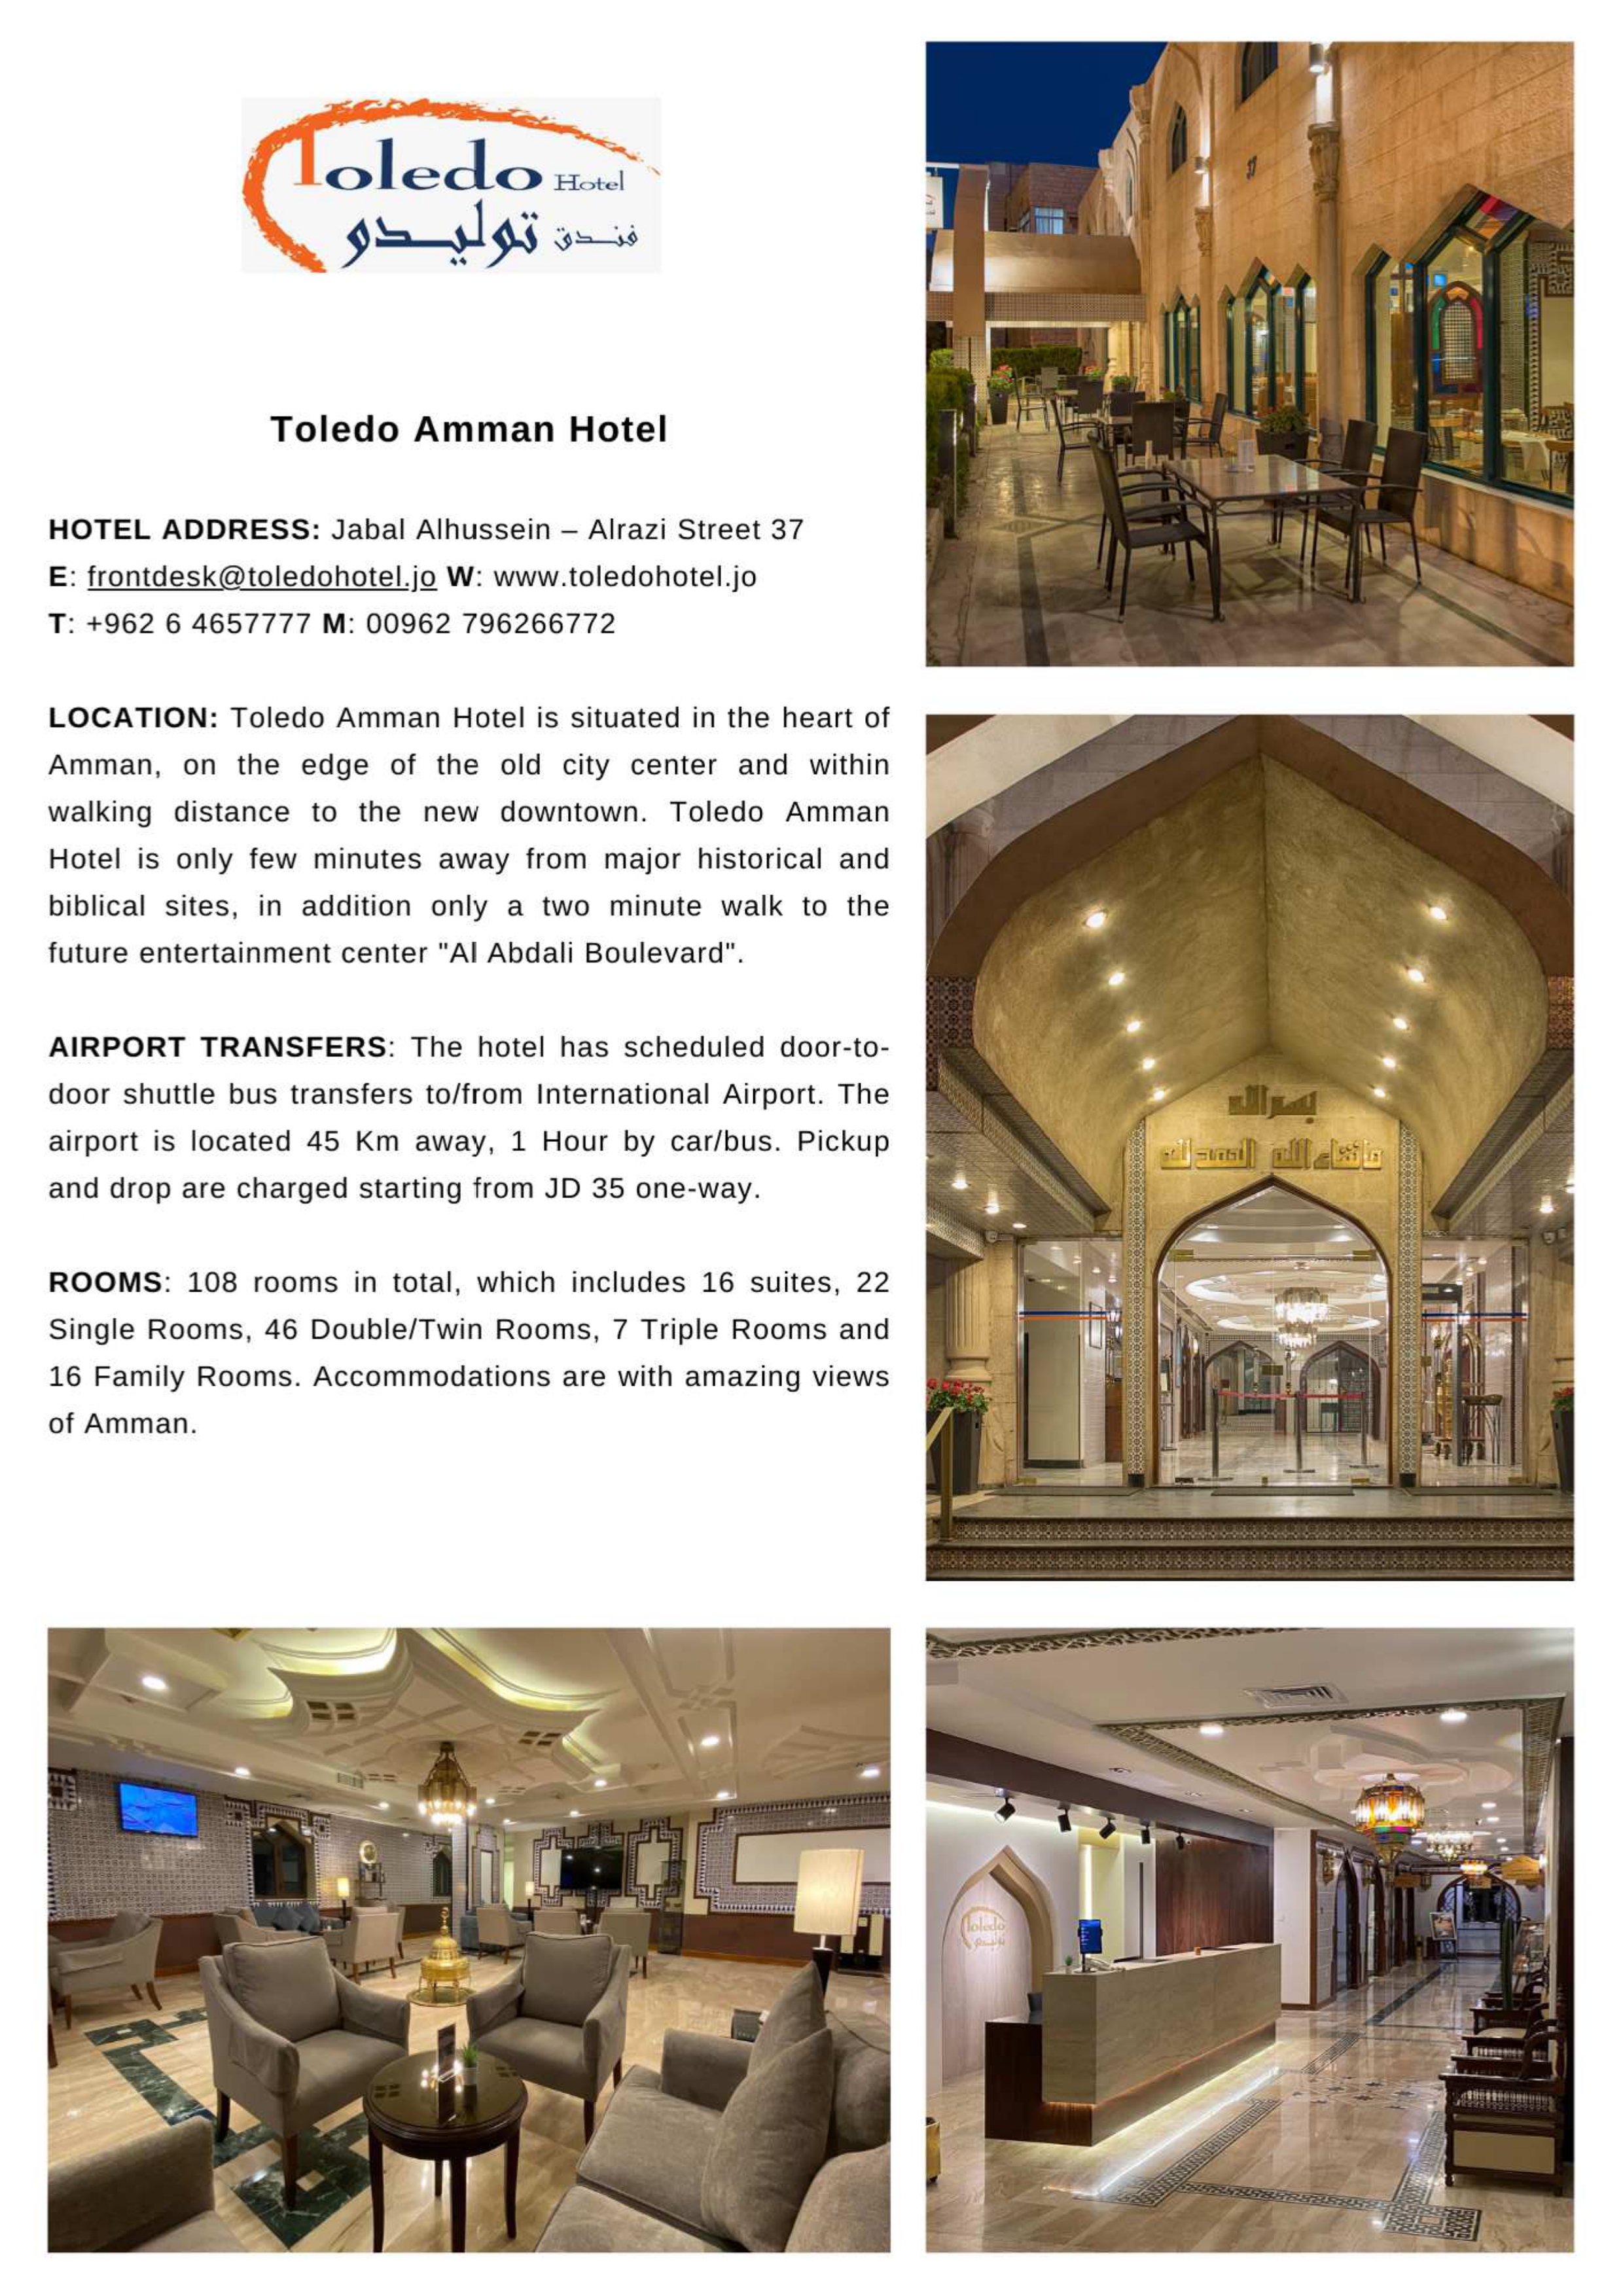 Toledo Hotel
فندق توليدو
Toledo Amman Hotel
HOTEL ADDRESS: Jabal Alhussein – Alrazi Street 37
E: frontdesk@toledohotel.jo W: www.toledohotel.jo
T: +962 6 4657777 M: 00962 796266772
LOCATION: Toledo Amman Hotel is situated in the heart of
Amman, on the edge of the old city center and within
walking distance to the new downtown. Toledo Amman
Hotel is only few minutes away from major historical and
biblical sites, in addition only a two minute walk to the
future entertainment center "Al Abdali Boulevard".
AIRPORT TRANSFERS: The hotel has scheduled door-to-
door shuttle bus transfers to/from International Airport. The
airport is located 45 Km away, 1 Hour by car/bus. Pickup
and drop are charged starting from JD 35 one-way.
ROOMS: 108 rooms in total, which includes 16 suites, 22
Single Rooms, 46 Double/Twin Rooms, 7 Triple Rooms and
16 Family Rooms. Accommodations are with amazing views
of Amman.
37
بسم الله
ماشاء الله الحمدلله
Toledo
توليدو